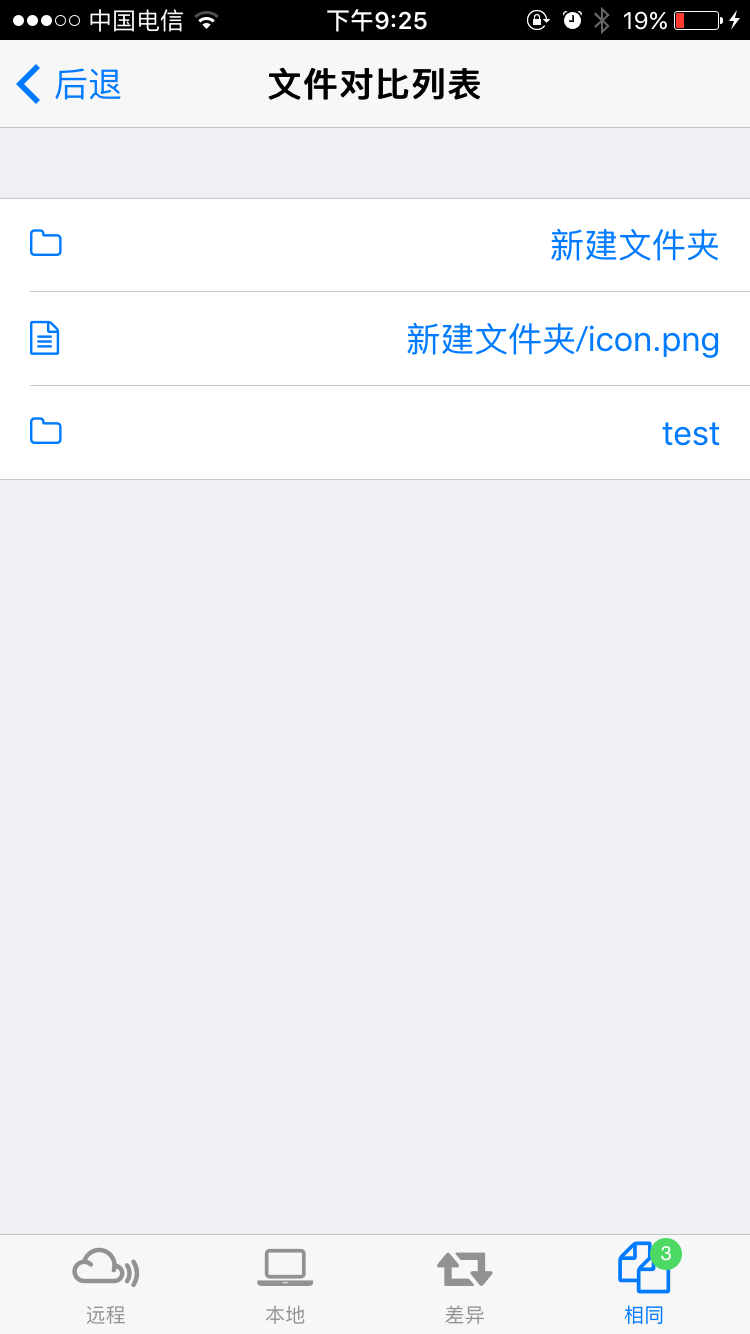 中国电信 下午9:25 19%
后退 文件对比列表
新建文件夹
新建文件夹/icon.png
test
3
远程 本地 差异 相同